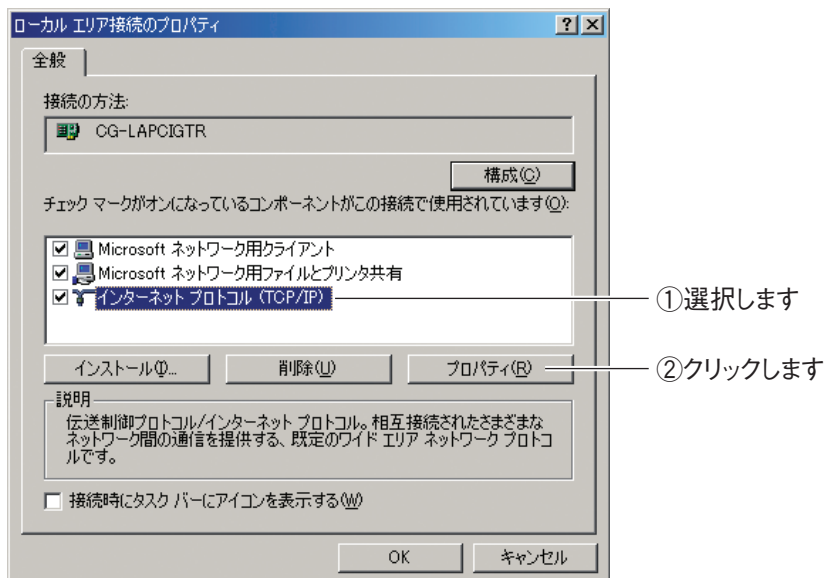 ローカル エリア接続のプロパティ
全般
接続の方法:
CG-LAPCIGTR
構成(C)
チェック マークがオンになっているコンポーネントがこの接続で使用されています(O):
Microsoft ネットワーク用クライアント
Microsoft ネットワーク用ファイルとプリンタ共有
インターネット プロトコル (TCP/IP)
①選択します
インストール(I)...
削除(U)
プロパティ(R)
②クリックします
説明
伝送制御プロトコル/インターネット プロトコル。相互接続されたさまざまな
ネットワーク間の通信を提供する、既定のワイド エリア ネットワーク プロトコ
ルです。
接続時にタスク バーにアイコンを表示する(W)
OK
キャンセル